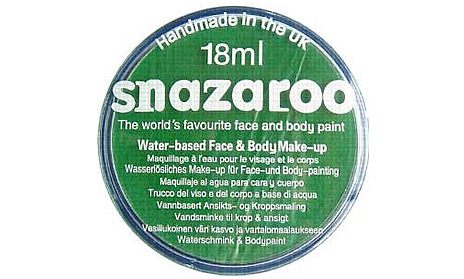 Handmade in the UK
18ml
snazaroo
The world's favourite face and body paint
Water-based Face & Body Make-up
Maquillage à l'eau pour le visage et le corps
Wasserlösliches Make-up für Face-und Body-painting
Maquillaje al agua para cara y cuerpo
Trucco del viso e del corpo a base di acqua
Vannbasert Ansikts- og Kroppsmaling
Vandsminke til krop & ansigt
Vesiliukoinen väri kasvo ja vartalomaalaukseen
Waterschmink & Bodypaint